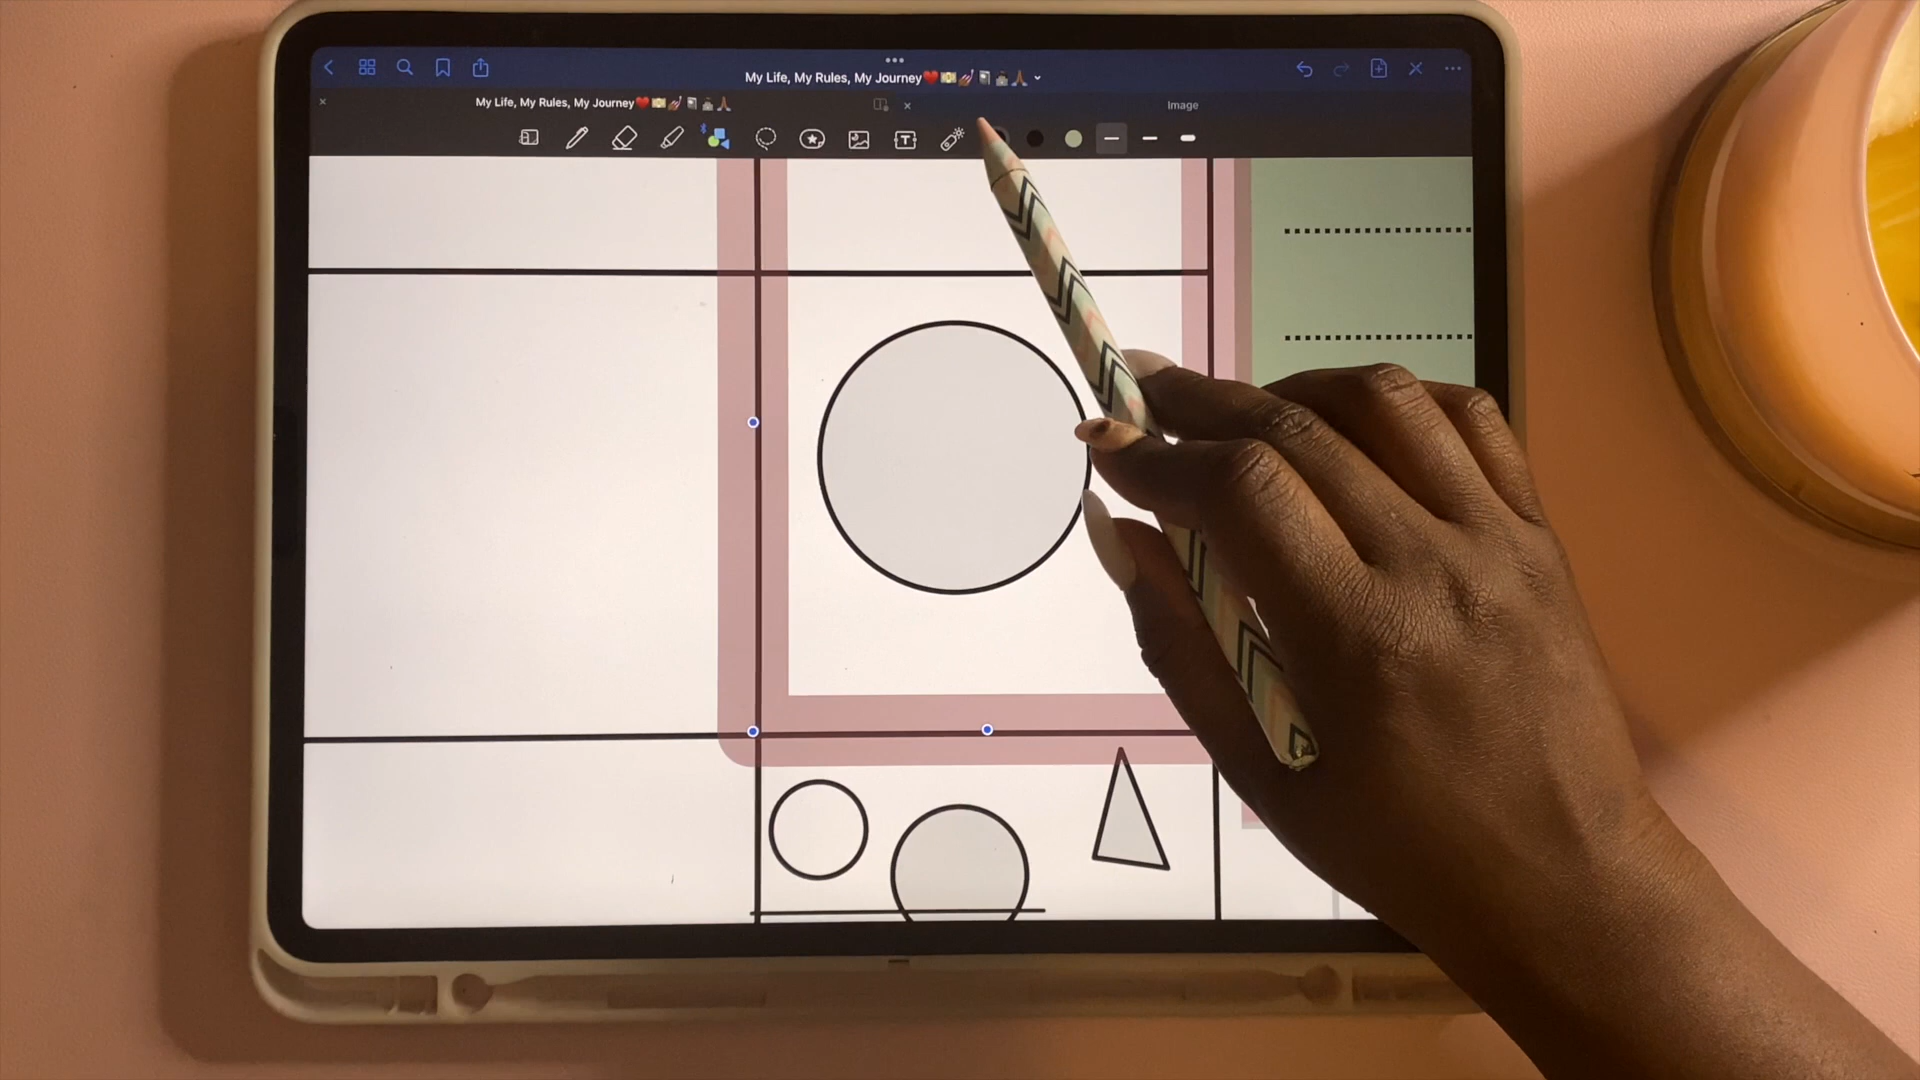 My Life, My Rules, My Journey❤️💵💅🏿📓👩🏿‍💻🙏🏿
My Life, My Rules, My Journey❤️💵💅🏿📓👩🏿‍💻🙏🏿
Image